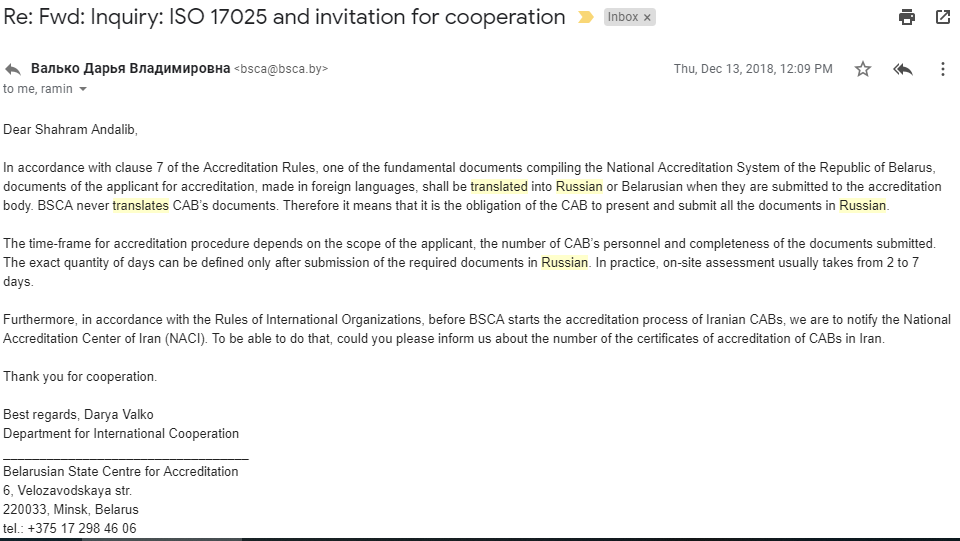 Re: Fwd: Inquiry: ISO 17025 and invitation for cooperation Inbox ×
Валько Дарья Владимировна <bsca@bsca.by> Thu, Dec 13, 2018, 12:09 PM
to me, ramin
Dear Shahram Andalib,
In accordance with clause 7 of the Accreditation Rules, one of the fundamental documents compiling the National Accreditation System of the Republic of Belarus,
documents of the applicant for accreditation, made in foreign languages, shall be translated into Russian or Belarusian when they are submitted to the accreditation
body. BSCA never translates CAB's documents. Therefore it means that it is the obligation of the CAB to present and submit all the documents in Russian.
The time-frame for accreditation procedure depends on the scope of the applicant, the number of CAB's personnel and completeness of the documents submitted.
The exact quantity of days can be defined only after submission of the required documents in Russian. In practice, on-site assessment usually takes from 2 to 7
days.
Furthermore, in accordance with the Rules of International Organizations, before BSCA starts the accreditation process of Iranian CABs, we are to notify the National
Accreditation Center of Iran (NACI). To be able to do that, could you please inform us about the number of the certificates of accreditation of CABs in Iran.
Thank you for cooperation.
Best regards, Darya Valko
Department for International Cooperation
__________________________________
Belarusian State Centre for Accreditation
6, Velozavodskaya str.
220033, Minsk, Belarus
tel.: +375 17 298 46 06